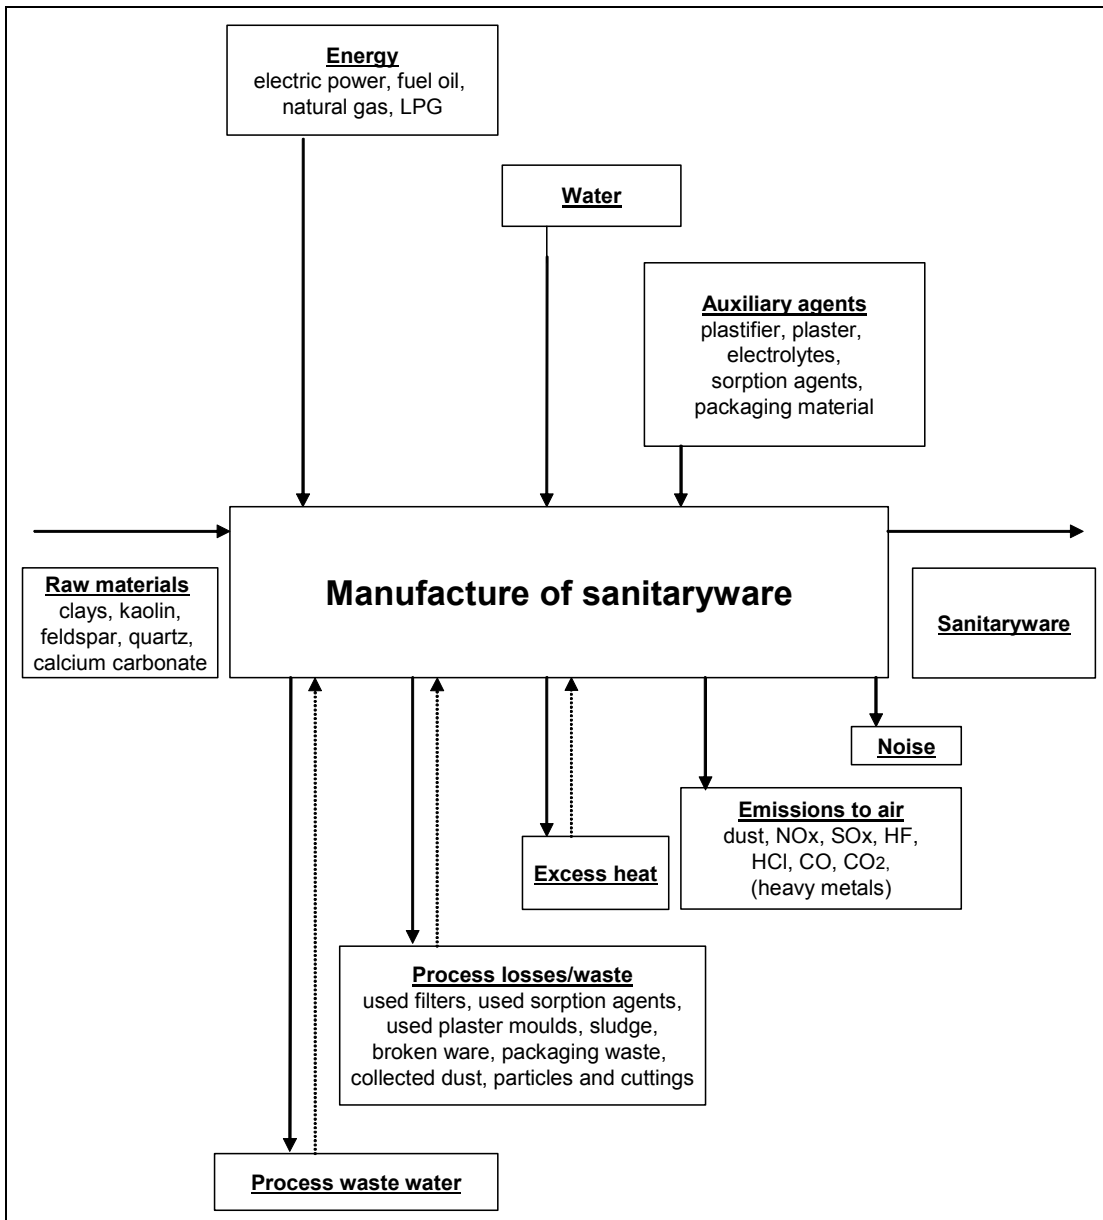 Energy
electric power, fuel oil,
natural gas, LPG
Water
Auxiliary agents
plastifier, plaster,
electrolytes,
sorption agents,
packaging material
Manufacture of sanitaryware
Raw materials
clays, kaolin,
feldspar, quartz,
calcium carbonate
Sanitaryware
Noise
Emissions to air
dust, NOx, SOx, HF,
HCl, CO, CO2,
(heavy metals)
Excess heat
Process losses/waste
used filters, used sorption agents,
used plaster moulds, sludge,
broken ware, packaging waste,
collected dust, particles and cuttings
Process waste water